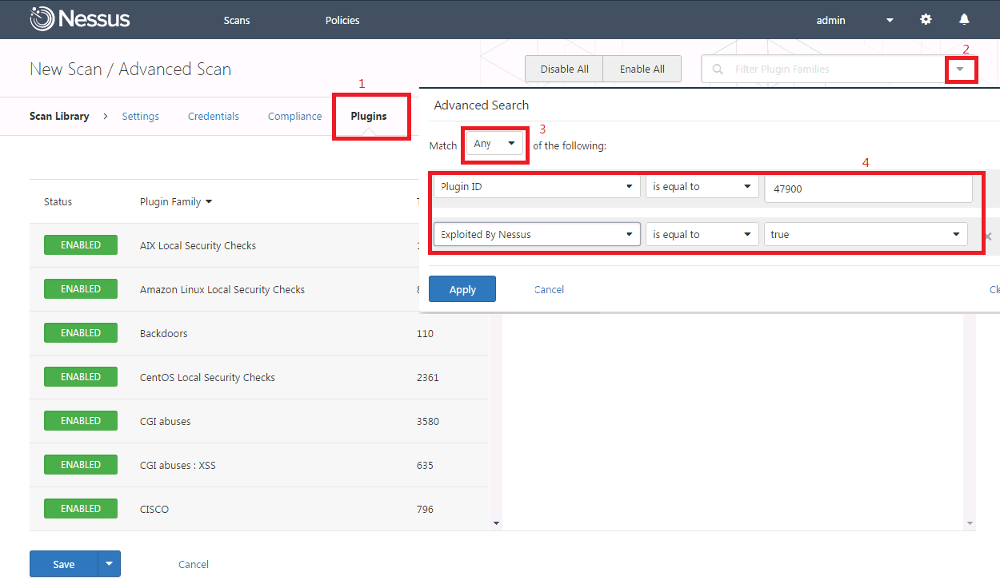 Nessus Scans Policies admin
2
New Scan / Advanced Scan Disable All Enable All Filter Plugin Families
1
Advanced Search
Scan Library > Settings Credentials Compliance Plugins
3
Match Any of the following:
4
Plugin ID is equal to 47900
Status Plugin Family T
Exploited By Nessus is equal to true
ENABLED AIX Local Security Checks
ENABLED Amazon Linux Local Security Checks
Apply Cancel Cle
ENABLED Backdoors 110
ENABLED CentOS Local Security Checks 2361
ENABLED CGI abuses 3580
ENABLED CGI abuses : XSS 635
ENABLED CISCO 796
Save Cancel